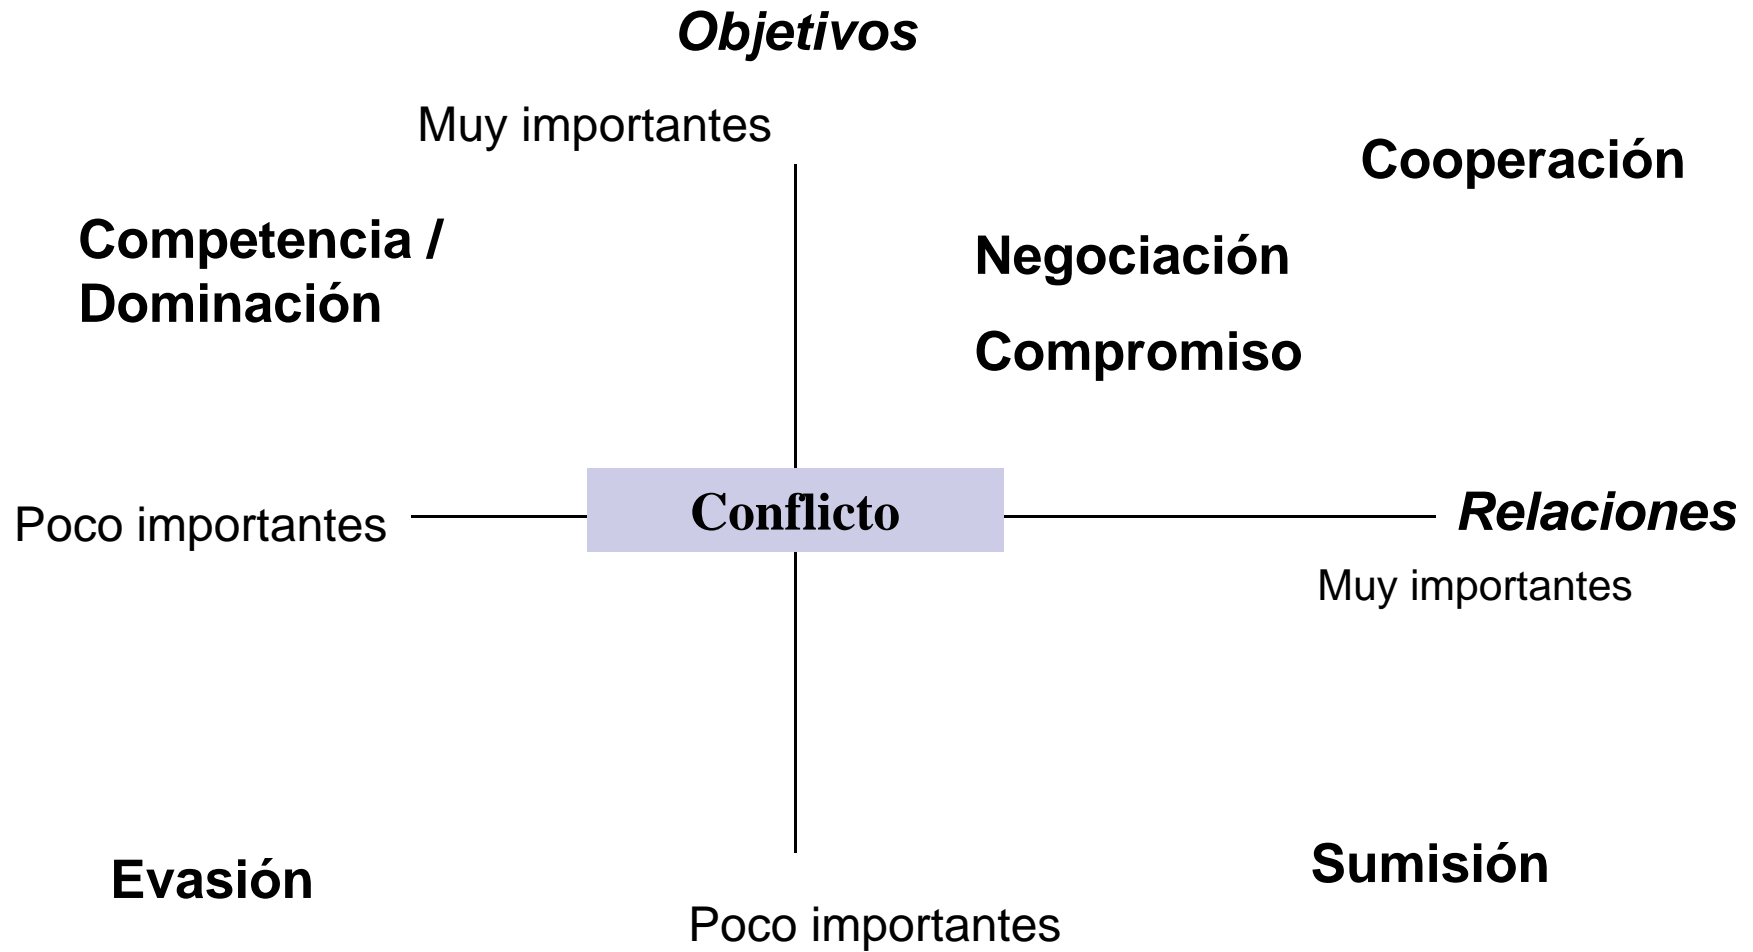 Objetivos
Muy importantes
Cooperación
Competencia /
Dominación
Negociación
Compromiso
Conflicto
Poco importantes
Relaciones
Muy importantes
Evasión
Sumisión
Poco importantes